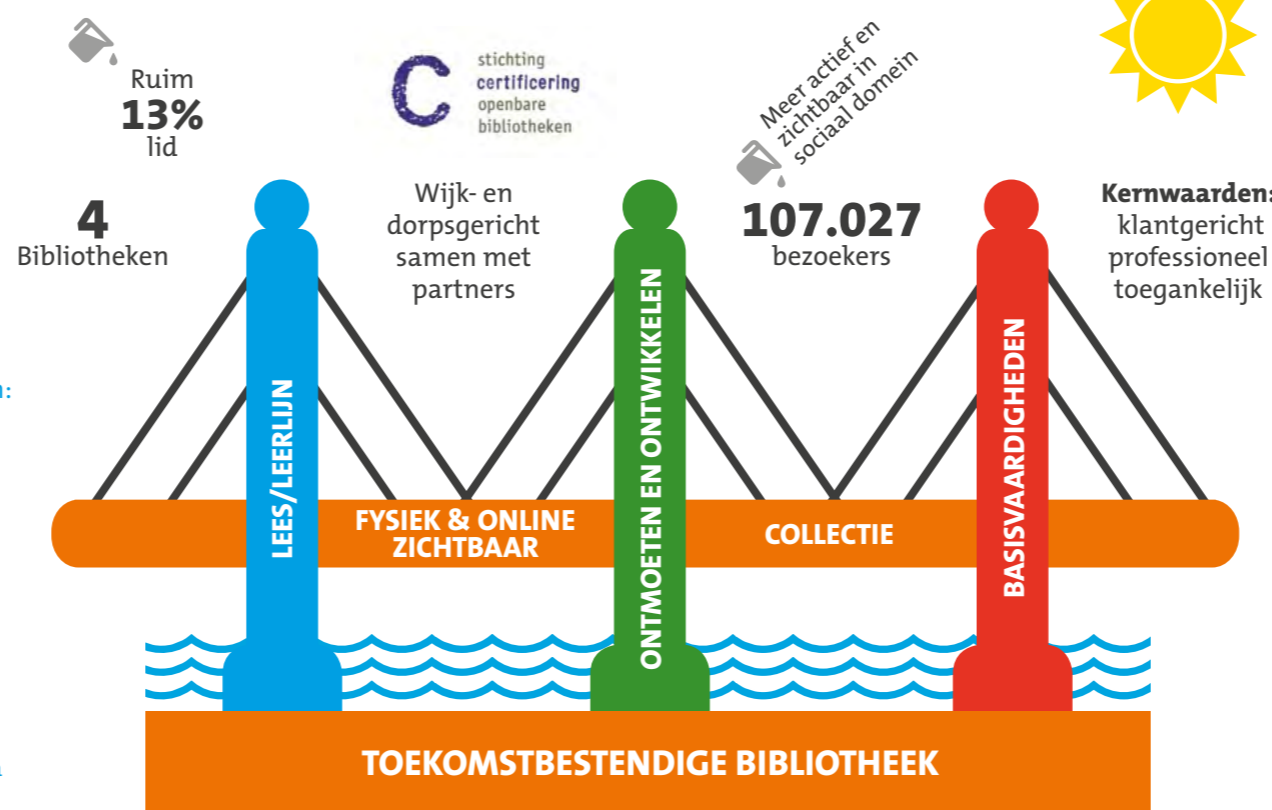 Ruim
13%
lid
4
Bibliotheken
stichting
certificering
openbare
bibliotheken
Wijk- en
dorpsgericht
samen met
partners
Meer actief en
zichtbaar in
sociaal domein
107.027
bezoekers
Kernwaarden:
klantgericht
professioneel
toegankelijk
LEES/LEERLIJN
FYSIEK & ONLINE
ZICHTBAAR
ONTMOETEN EN ONTWIKKELEN
COLLECTIE
BASISVAARDIGHEDEN
TOEKOMSTBESTENDIGE BIBLIOTHEEK